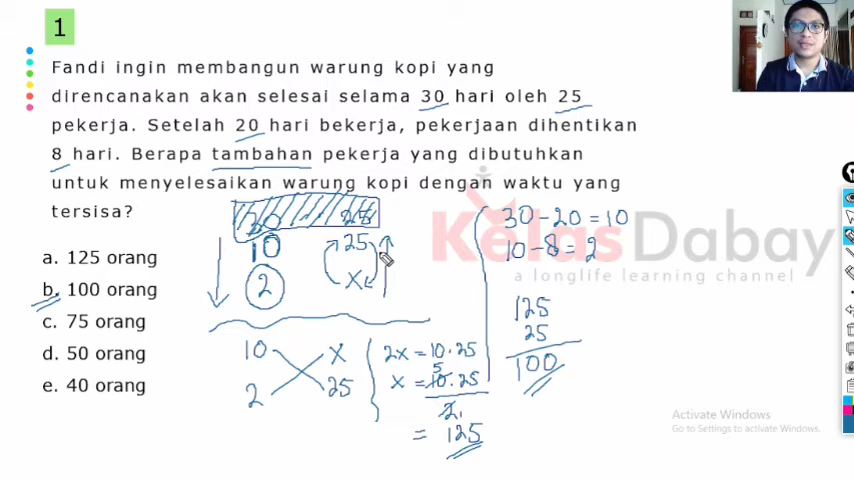 1
Fandi ingin membangun warung kopi yang
direncanakan akan selesai selama 30 hari oleh 25
pekerja. Setelah 20 hari bekerja, pekerjaan dihentikan
8 hari. Berapa tambahan pekerja yang dibutuhkan
untuk menyelesaikan warung kopi dengan waktu yang
tersisa?
a. 125 orang
b. 100 orang
c. 75 orang
d. 50 orang
e. 40 orang
10 25
2 x
10 x
2 25
2x = 10.25
x = 10.25
5
2
1
= 125
30 - 20 = 10
10 - 8 = 2
125
25
100
KelasDabay
a longlife learning channel
Activate Windows
Go to Settings to activate Windows.